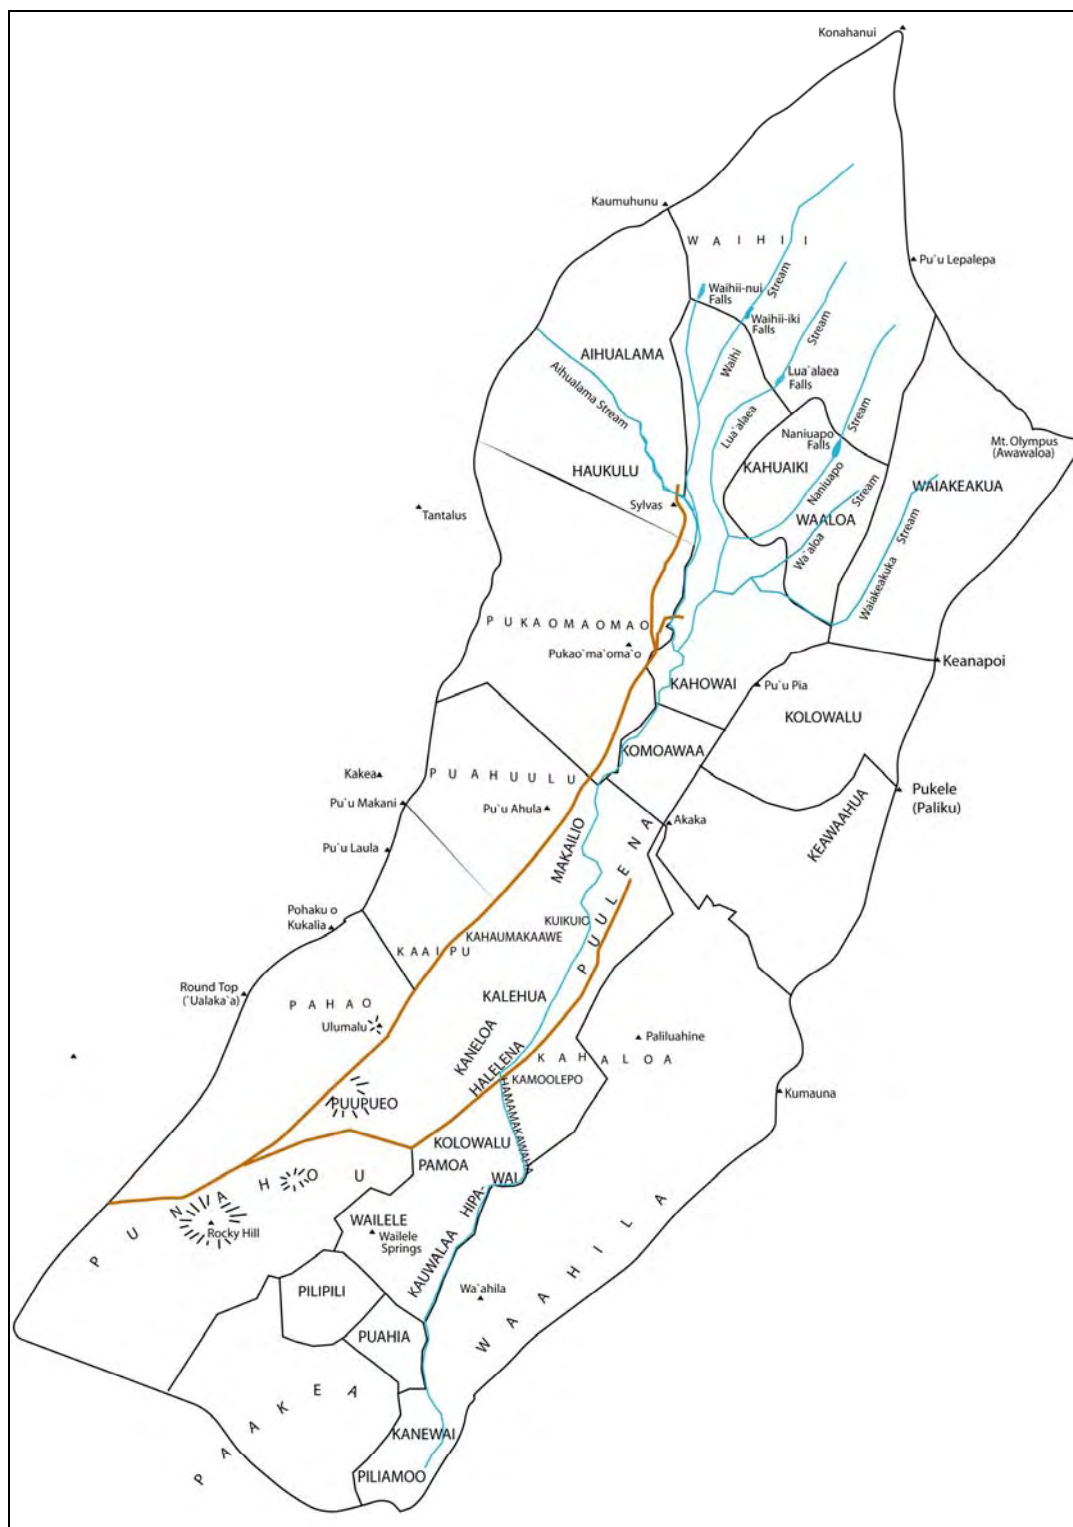 Konahanui
Kaumuhunu
W A I H I I
Pu`u Lepalepa
Waihii-nui
Falls
Stream
Waihii-iki
Falls
Stream
Waihi
AIHUALAMA
Aihualama Stream
Lua`alaea
Falls
Lua`alaea
Stream
Naniuapo
Falls
Mt. Olympus
(Awawaloa)
HAUKULU
KAHUAIKI
Naniuapo
Stream
WAIAKEAKUA
Sylvas
Tantalus
WAALOA
Wa`aloa
Stream
Waiakeakuka
P U K A O M A O M A O
Pukao`ma`oma`o
Keanapoi
KAHOWAI
Pu`u Pia
KOLOWALU
KOMOAWAA
Kakea
P U A H U U L U
Pukele
(Paliku)
Pu`u Makani
Pu`u Ahula
Akaka
KEAWAAHUA
Pu`u Laula
MAKAILIO
P U U L E N A
Pohaku o
Kukalia
KUIKUIO
KAHAUMAKAAWE
K A A I P U
Round Top
(`Ualaka`a)
P A H A O
KALEHUA
Ulumalu
KANELOA
HALELENA
Paliluahine
K A H A L O A
KAMOOLEPO
Kumauna
PUUPUEO
HAMAMAKAWAHA
KOLOWALU
PAMOA
P U N A H O U
WAI
HIPA-
WAILELE
Rocky Hill
Wailele
Springs
KAUWALAA
W A A H I L A
PILIPILI
Wa`ahila
PUAHIA
P A A K E A
KANEWAI
PILIAMOO
Stream